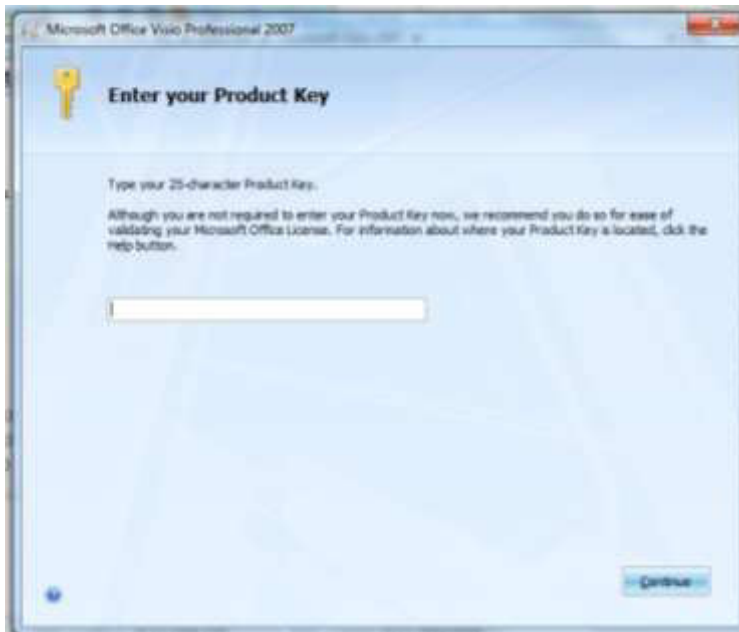 Microsoft Office Visio Professional 2007
Enter your Product Key
Type your 25-character Product Key.
Although you are not required to enter your Product Key now, we recommend you do so for ease of
validating your Microsoft Office License. For information about where your Product Key is located, click the
Help button.
Continue